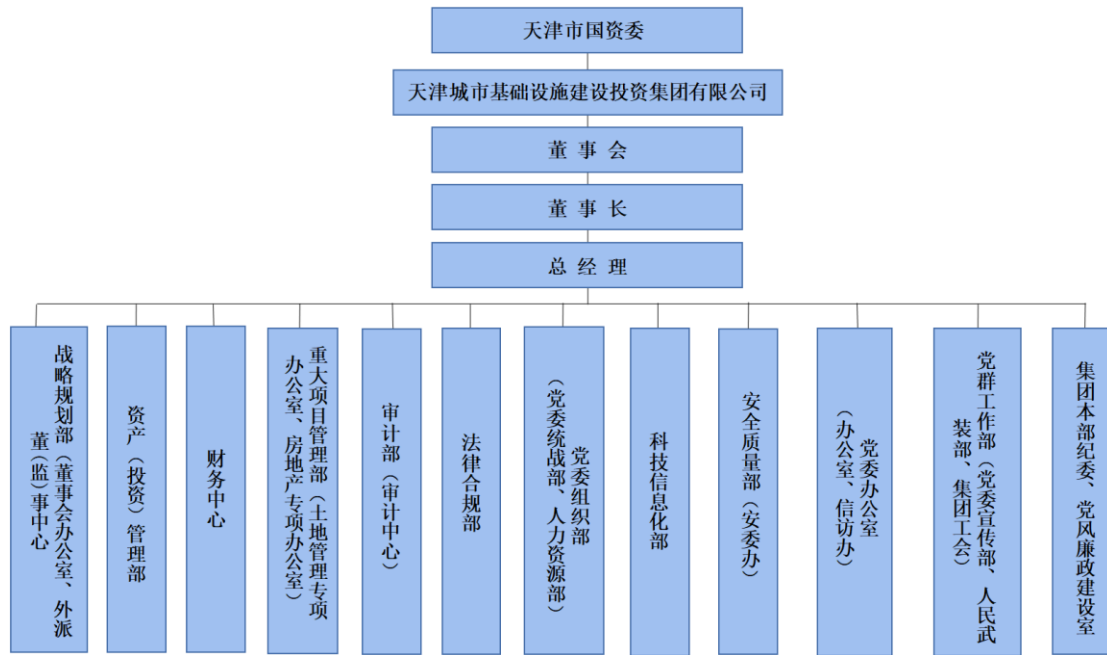 天津市国资委
天津城市基础设施建设投资集团有限公司
董 事 会
董 事 长
总 经 理
战略规划部（董事会办公室、外派
董（监）事中心
资产（投资）管理部
财务中心
重大项目管理部（土地管理专项
办公室、房地产专项办公室）
审计部（审计中心）
法律合规部
党委组织部
（党委统战部、人力资源部）
科技信息化部
安全质量部（安委办）
党委办公室
（办公室、信访办）
党群工作部（党委宣传部、人民武
装部、集团工会）
集团本部纪委、党风廉政建设室